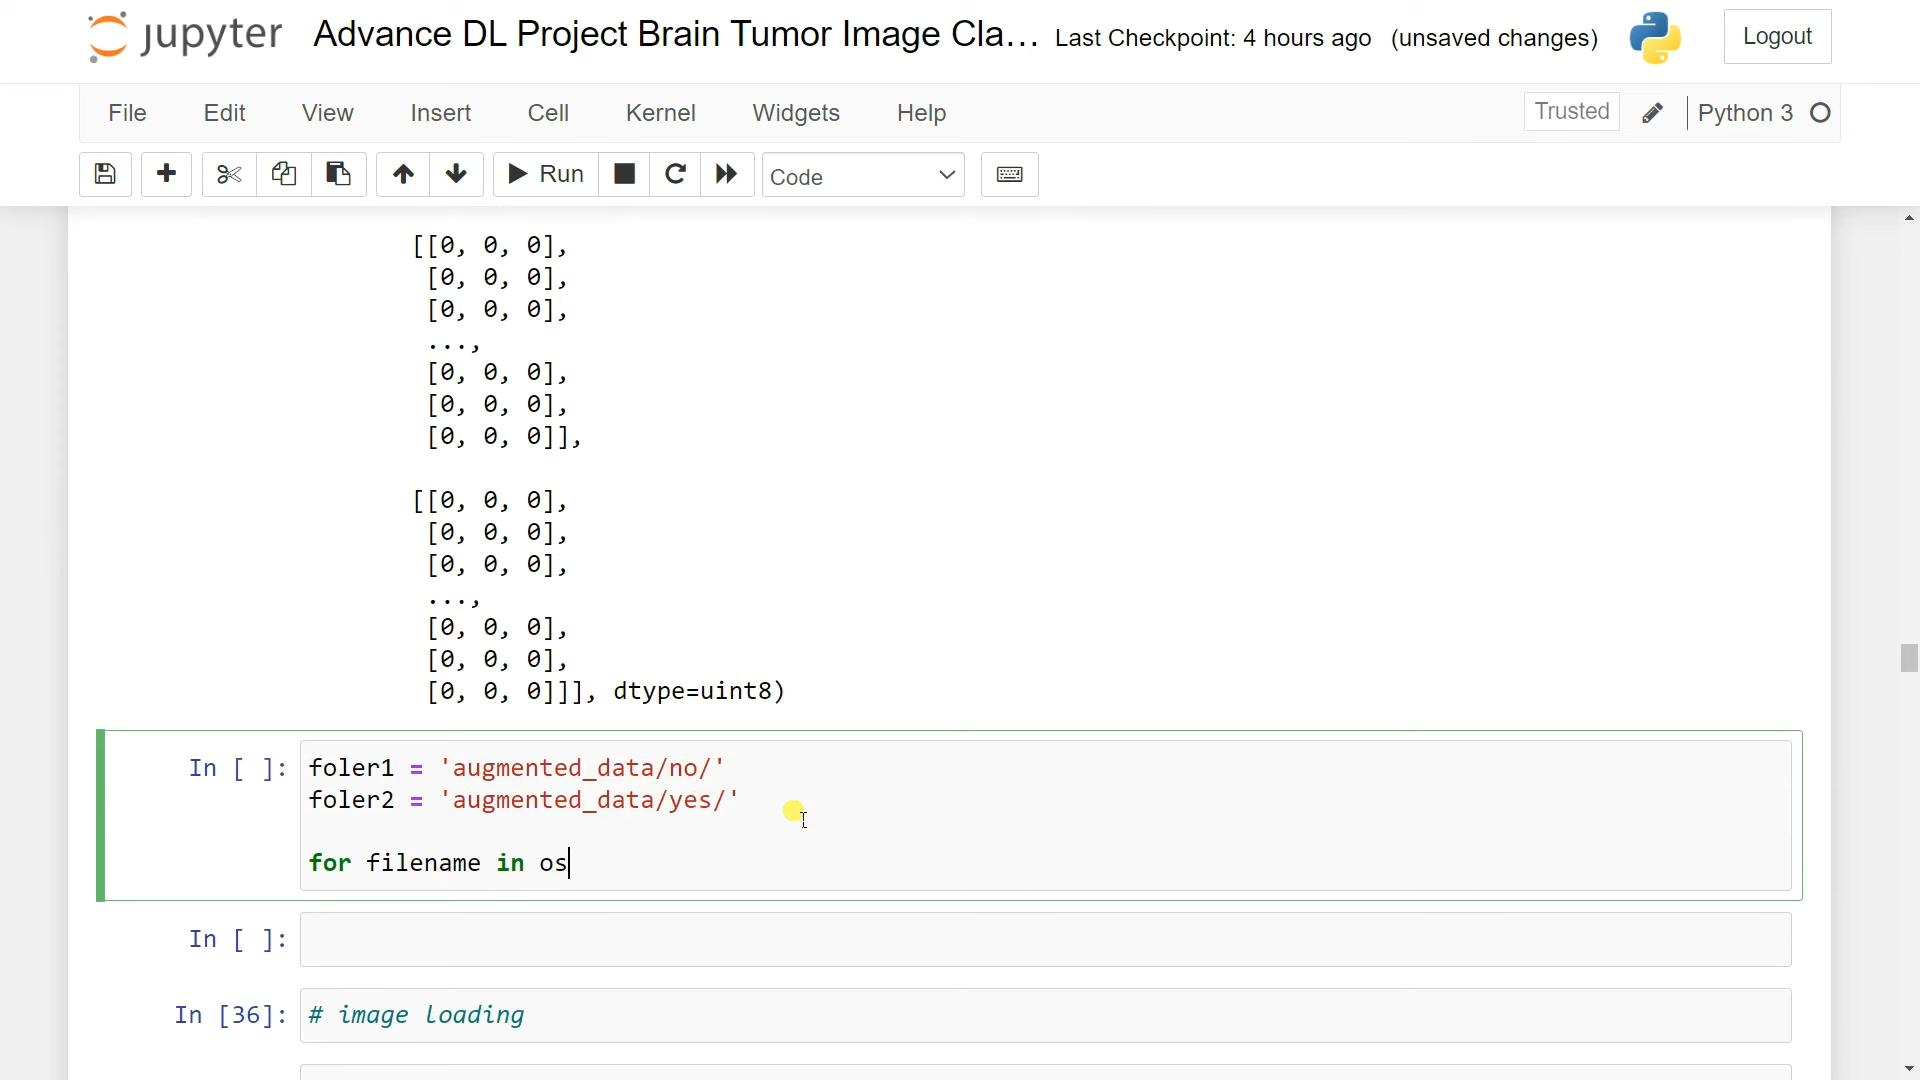 jupyter Advance DL Project Brain Tumor Image Cla... Last Checkpoint: 4 hours ago (unsaved changes) Logout
File Edit View Insert Cell Kernel Widgets Help Trusted Python 3
Run Code
[[0, 0, 0],
[0, 0, 0],
[0, 0, 0],
...,
[0, 0, 0],
[0, 0, 0],
[0, 0, 0]],
[[0, 0, 0],
[0, 0, 0],
[0, 0, 0],
...,
[0, 0, 0],
[0, 0, 0],
[0, 0, 0]]], dtype=uint8)
In [ ]: foler1 = 'augmented_data/no/'
foler2 = 'augmented_data/yes/'
for filename in os
In [ ]:
In [36]: # image loading